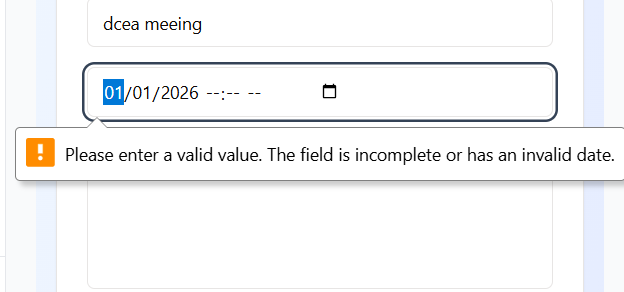 dcea meeing
01/01/2026 --:-- --
Please enter a valid value. The field is incomplete or has an invalid date.